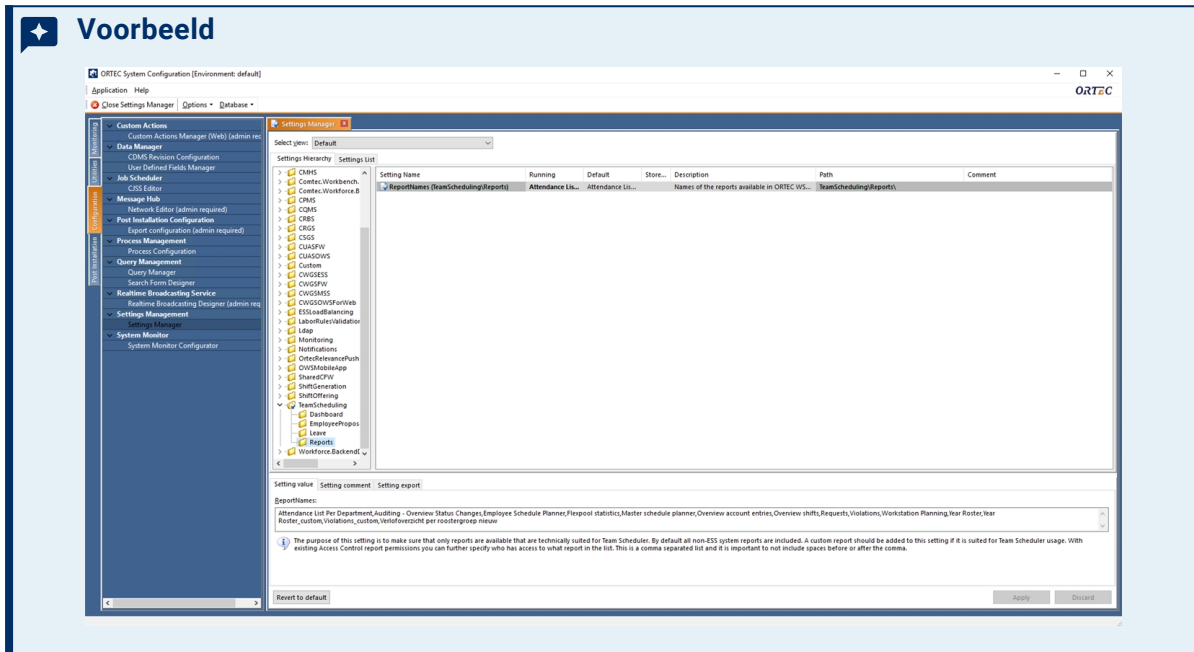 Voorbeeld
ORTEC System Configuration [Environment: default]
Application Help
ORTEC
Close Settings Manager Options Database
Monitoring
Utilities
Configuration
Post Installation
Custom Actions
Custom Actions Manager (Web) (admin rec
Data Manager
CDMS Revision Configuration
User Defined Fields Manager
Job Scheduler
CJSS Editor
Message Hub
Network Editor (admin required)
Post Installation Configuration
Export configuration (admin required)
Process Management
Process Configuration
Query Management
Query Manager
Search Form Designer
Realtime Broadcasting Service
Realtime Broadcasting Designer (admin req
Settings Management
Settings Manager
System Monitor
System Monitor Configurator
Settings Manager
Select view: Default
Settings Hierarchy Settings List
CMHS
Comtec.Workbench.
Comtec.Workforce.B
CPMS
CQMS
CRBS
CRGS
CSGS
CUASFW
CUASOWS
Custom
CWGSESS
CWGSFW
CWGSMSS
CWGSOWSForWeb
ESSLoadBalancing
LaborRulesValidation
Ldap
Monitoring
Notifications
OrtecRelevancePush
OWSMobileApp
SharedCFW
ShiftGeneration
ShiftOffering
TeamScheduling
Dashboard
EmployeePropos
Leave
Reports
Workforce.Backend
Setting Name Running Default Store... Description Path Comment
ReportNames (TeamScheduling\Reports) Attendance Lis... Attendance Lis... Names of the reports available in ORTEC WS... TeamScheduling\Reports\
Setting value Setting comment Setting export
ReportNames:
Attendance List Per Department,Auditing - Overview Status Changes,Employee Schedule Planner,Flexpool statistics,Master schedule planner,Overview account entries,Overview shifts,Requests,Violations,Workstation Planning,Year Roster,Year
Roster_custom,Violations_custom,Verlofoverzicht per roostergroep nieuw
The purpose of this setting is to make sure that only reports are available that are technically suited for Team Scheduler. By default all non-ESS system reports are included. A custom report should be added to this setting if it is suited for Team Scheduler usage. With
existing Access Control report permissions you can further specify who has access to what report in the list. This is a comma separated list and it is important to not include spaces before or after the comma.
Revert to default
Apply Discard